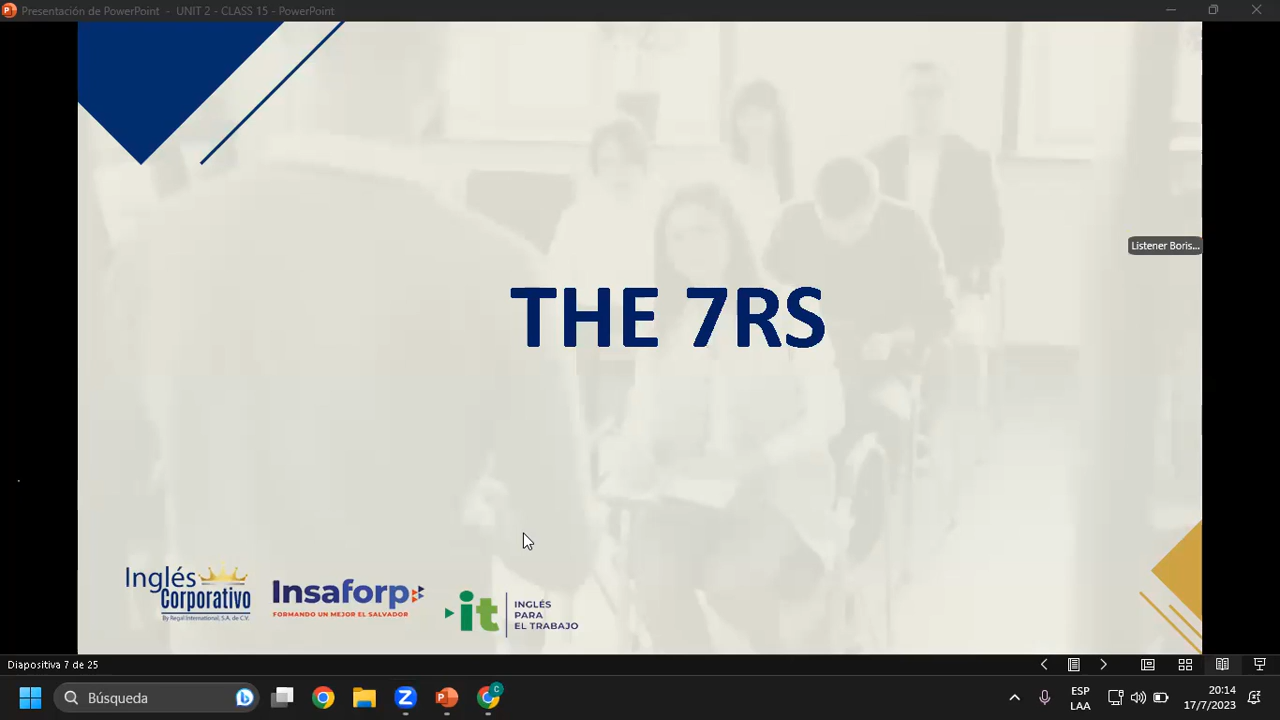 Presentación de PowerPoint - UNIT 2 - CLASS 15 - PowerPoint
Listener Boris...
THE 7RS
Inglés
Corporativo
By Regal International, S.A. de C.V.
Insaforp
FORMANDO UN MEJOR EL SALVADOR
it
INGLÉS
PARA
EL TRABAJO
Diapositiva 7 de 25
Búsqueda
ESP
LAA
20:14
17/7/2023